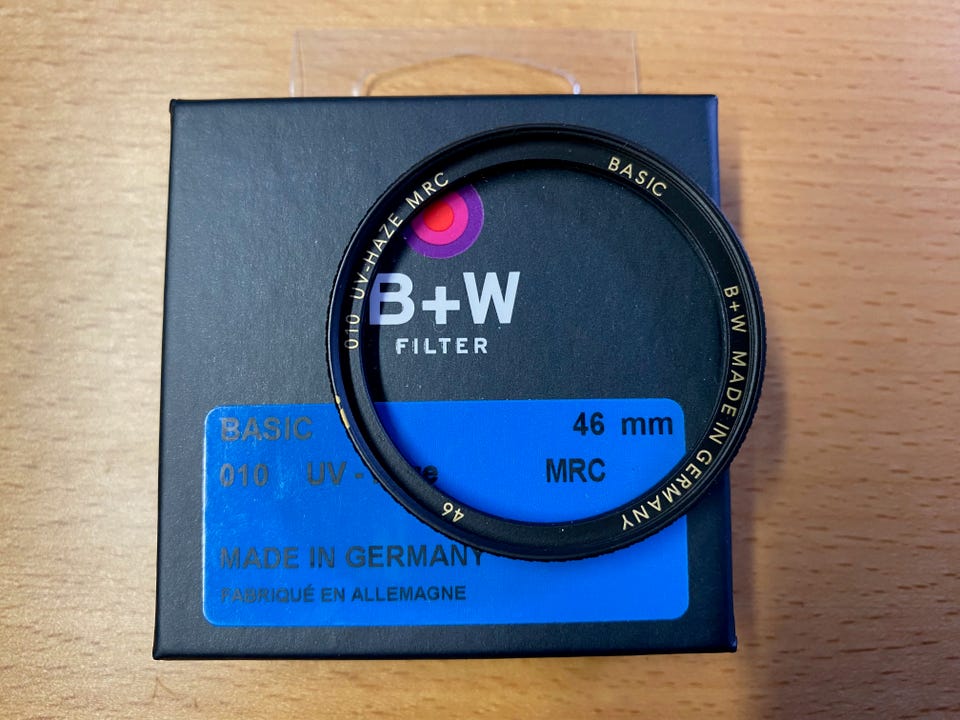 010 UV-HAZE MRC
BASIC
B+W MADE IN GERMANY
46
B+W
FILTER
BASIC 46 mm
010 UV - MRC
MADE IN GERMANY
FABRIQUÉ EN ALLEMAGNE